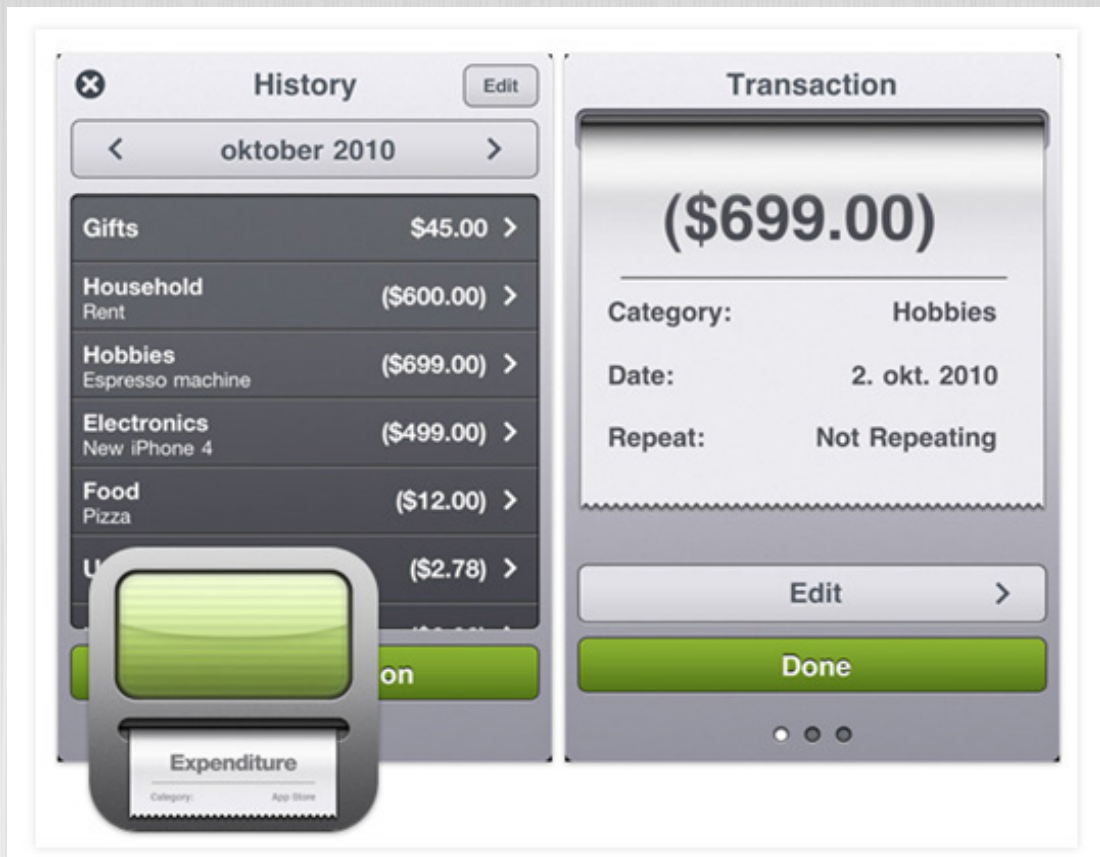 History
Edit
oktober 2010
Gifts $45.00
Household ($600.00)
Rent
Hobbies ($699.00)
Espresso machine
Electronics ($499.00)
New iPhone 4
Food ($12.00)
Pizza
($2.78)
on
Expenditure
Category: App Store
Transaction
($699.00)
Category: Hobbies
Date: 2. okt. 2010
Repeat: Not Repeating
Edit
Done